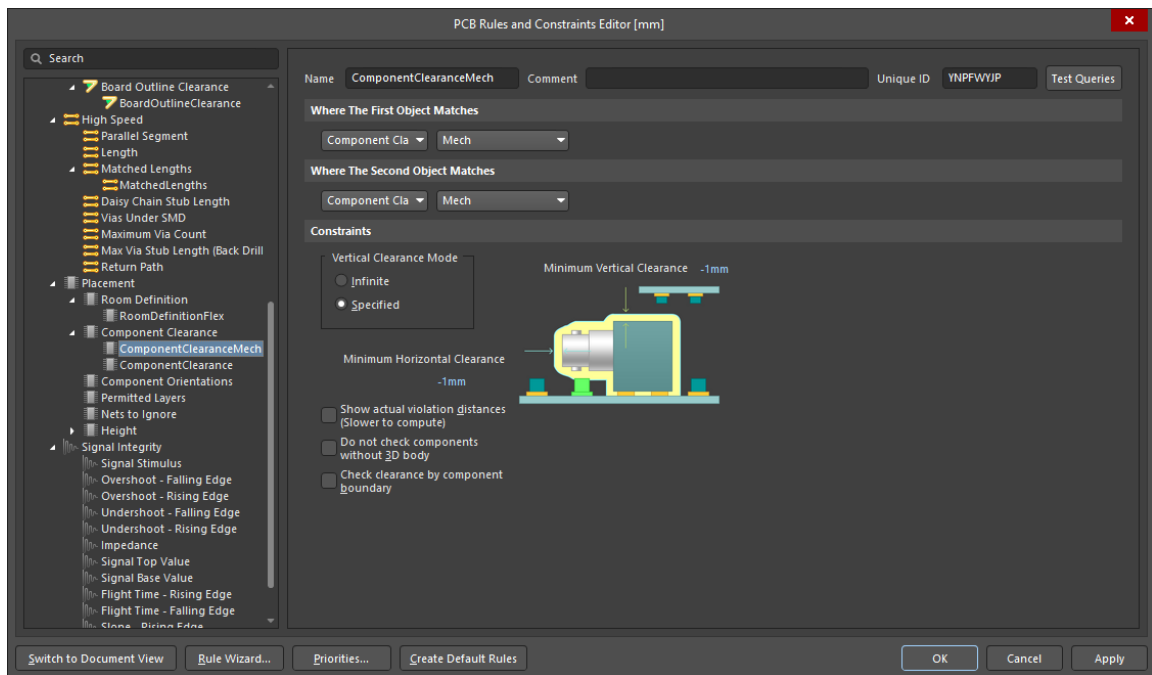 PCB Rules and Constraints Editor [mm]
Search
Board Outline Clearance
BoardOutlineClearance
High Speed
Parallel Segment
Length
Matched Lengths
MatchedLengths
Daisy Chain Stub Length
Vias Under SMD
Maximum Via Count
Max Via Stub Length (Back Drill
Return Path
Placement
Room Definition
RoomDefinitionFlex
Component Clearance
ComponentClearanceMech
ComponentClearance
Component Orientations
Permitted Layers
Nets to Ignore
Height
Signal Integrity
Signal Stimulus
Overshoot - Falling Edge
Overshoot - Rising Edge
Undershoot - Falling Edge
Undershoot - Rising Edge
Impedance
Signal Top Value
Signal Base Value
Flight Time - Rising Edge
Flight Time - Falling Edge
Slope - Rising Edge
Name ComponentClearanceMech Comment Unique ID YNPFWYJP Test Queries
Where The First Object Matches
Component Cla Mech
Where The Second Object Matches
Component Cla Mech
Constraints
Vertical Clearance Mode
Infinite
Specified
Minimum Vertical Clearance -1mm
Minimum Horizontal Clearance
-1mm
Show actual violation distances
(Slower to compute)
Do not check components
without 3D body
Check clearance by component
boundary
Switch to Document View Rule Wizard... Priorities... Create Default Rules OK Cancel Apply